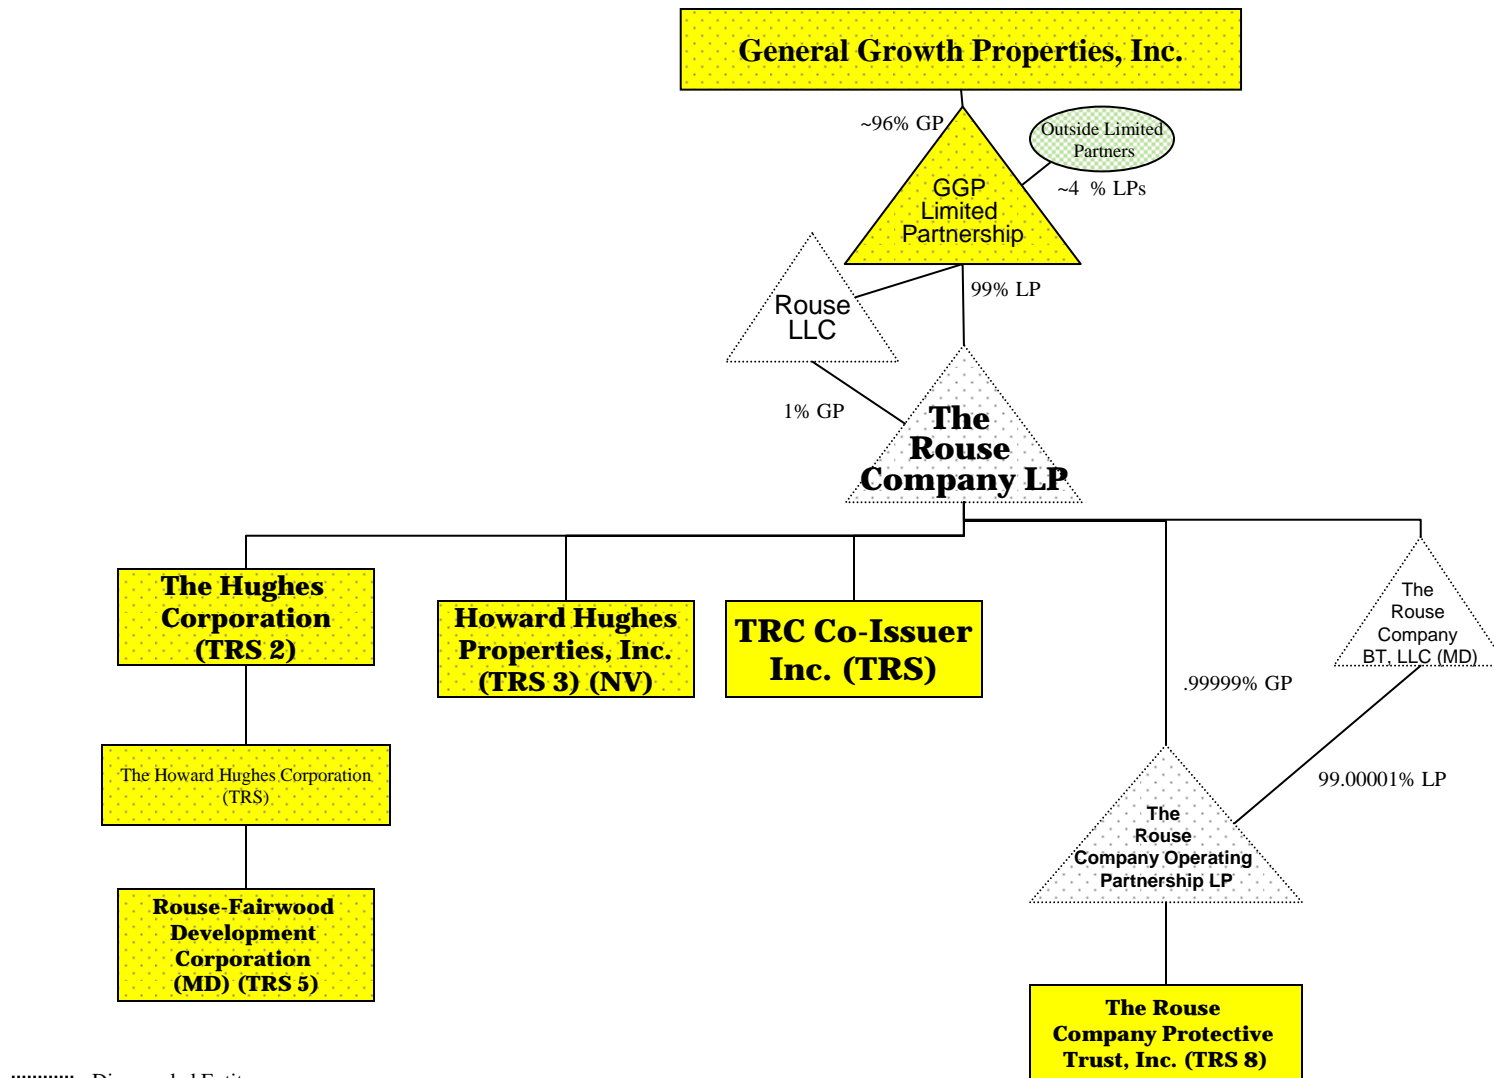 General Growth Properties, Inc.
~96% GP
Outside Limited
Partners
~4 % LPs
GGP
Limited
Partnership
99% LP
Rouse
LLC
1% GP
The
Rouse
Company LP
The Hughes
Corporation
(TRS 2)
Howard Hughes
Properties, Inc.
(TRS 3) (NV)
TRC Co-Issuer
Inc. (TRS)
The
Rouse
Company
BT, LLC (MD)
.99999% GP
99.00001% LP
The Howard Hughes Corporation
(TRS)
The
Rouse
Company Operating
Partnership LP
Rouse-Fairwood
Development
Corporation
(MD) (TRS 5)
The Rouse
Company Protective
Trust, Inc. (TRS 8)